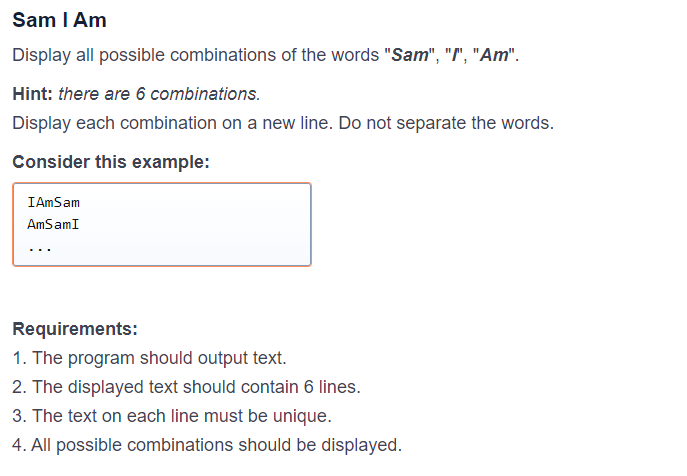 Sam I Am
Display all possible combinations of the words "Sam", "I", "Am".
Hint: there are 6 combinations.
Display each combination on a new line. Do not separate the words.
Consider this example:
IAmSam
AmSamI
...
Requirements:
1. The program should output text.
2. The displayed text should contain 6 lines.
3. The text on each line must be unique.
4. All possible combinations should be displayed.